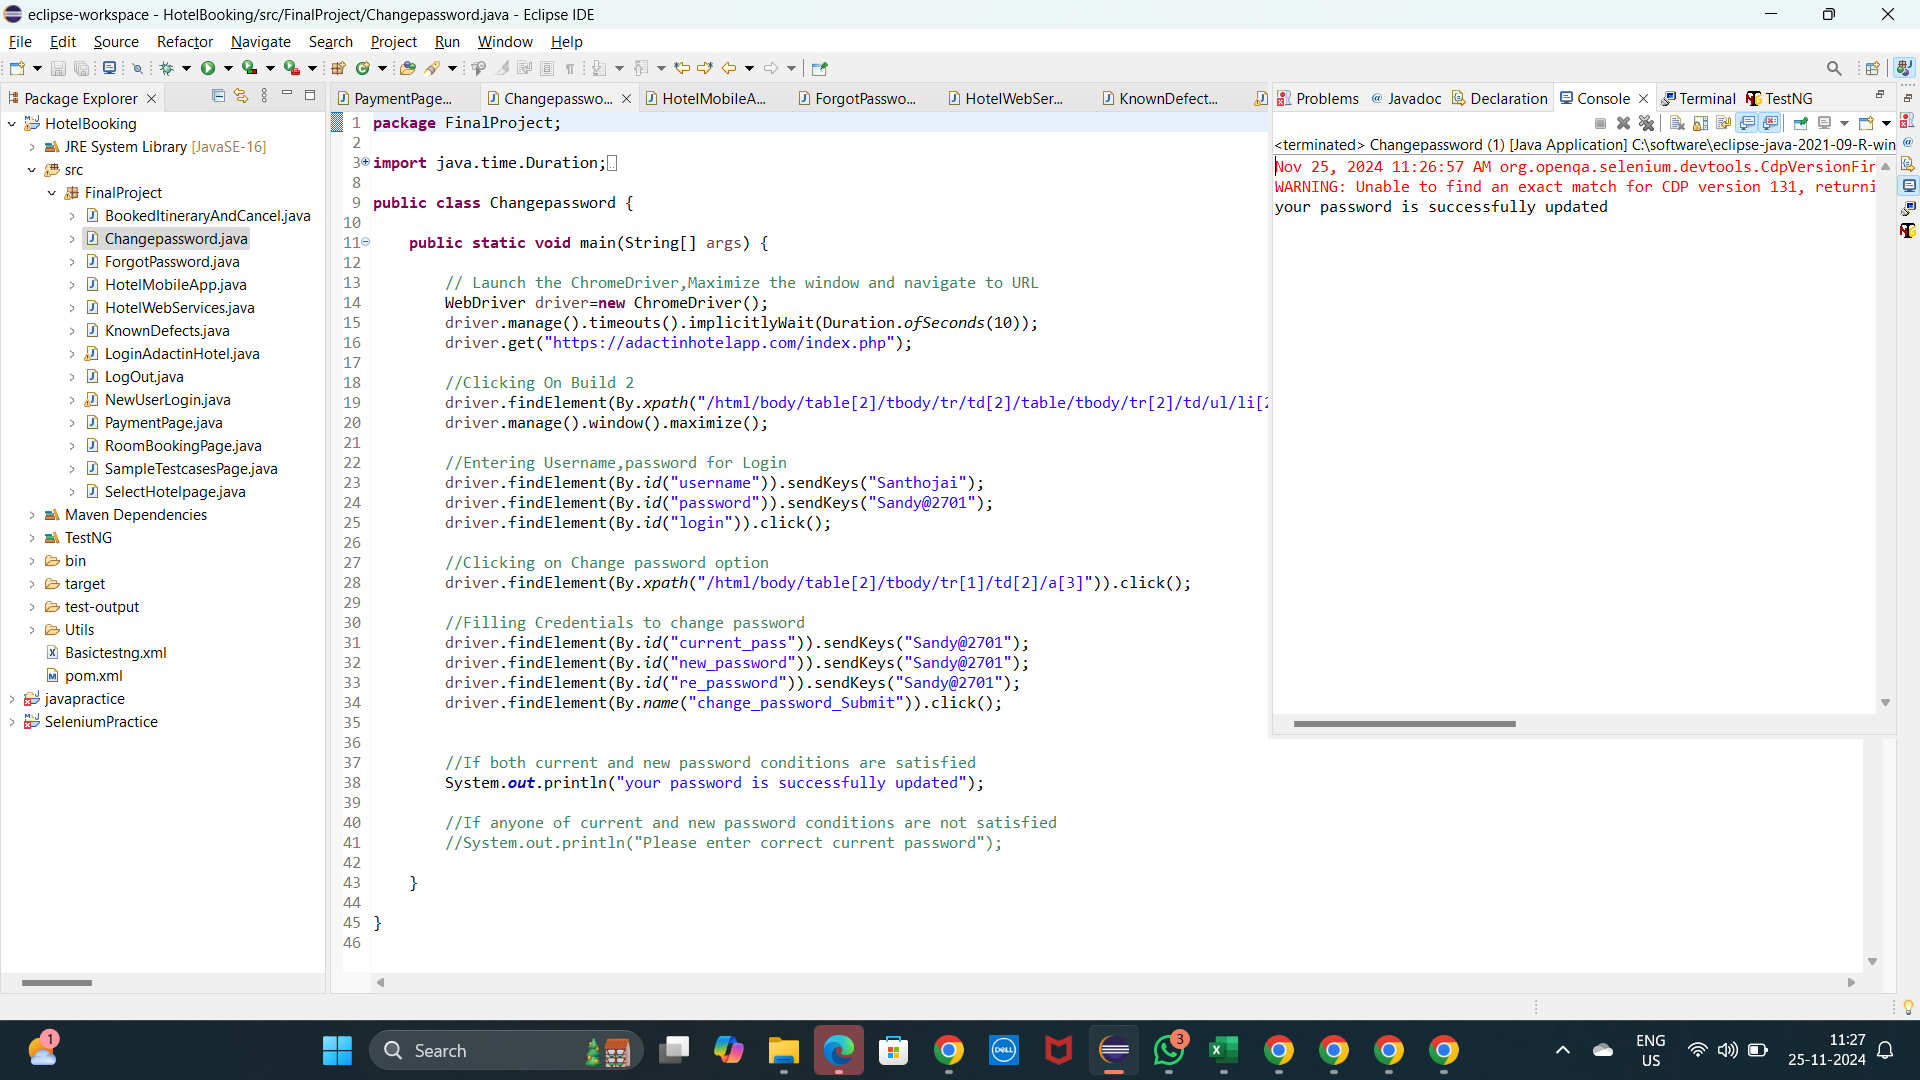 eclipse-workspace - HotelBooking/src/FinalProject/Changepassword.java - Eclipse IDE
File Edit Source Refactor Navigate Search Project Run Window Help
Package Explorer
HotelBooking
JRE System Library [JavaSE-16]
src
FinalProject
BookedItineraryAndCancel.java
Changepassword.java
ForgotPassword.java
HotelMobileApp.java
HotelWebServices.java
KnownDefects.java
LoginAdactinHotel.java
LogOut.java
NewUserLogin.java
PaymentPage.java
RoomBookingPage.java
SampleTestcasesPage.java
SelectHotelpage.java
Maven Dependencies
TestNG
bin
target
test-output
Utils
Basictestng.xml
pom.xml
javapractice
SeleniumPractice
PaymentPage... Changepasswo... HotelMobileA... ForgotPasswo... HotelWebSer... KnownDefect...
1 package FinalProject;
2
3 import java.time.Duration;
8
9 public class Changepassword {
10
11 public static void main(String[] args) {
12
13 // Launch the ChromeDriver,Maximize the window and navigate to URL
14 WebDriver driver=new ChromeDriver();
15 driver.manage().timeouts().implicitlyWait(Duration.ofSeconds(10));
16 driver.get("https://adactinhotelapp.com/index.php");
17
18 //Clicking On Build 2
19 driver.findElement(By.xpath("/html/body/table[2]/tbody/tr/td[2]/table/tbody/tr[2]/td/ul/li[2
20 driver.manage().window().maximize();
21
22 //Entering Username,password for Login
23 driver.findElement(By.id("username")).sendKeys("Santhojai");
24 driver.findElement(By.id("password")).sendKeys("Sandy@2701");
25 driver.findElement(By.id("login")).click();
26
27 //Clicking on Change password option
28 driver.findElement(By.xpath("/html/body/table[2]/tbody/tr[1]/td[2]/a[3]")).click();
29
30 //Filling Credentials to change password
31 driver.findElement(By.id("current_pass")).sendKeys("Sandy@2701");
32 driver.findElement(By.id("new_password")).sendKeys("Sandy@2701");
33 driver.findElement(By.id("re_password")).sendKeys("Sandy@2701");
34 driver.findElement(By.name("change_password_Submit")).click();
35
36
37 //If both current and new password conditions are satisfied
38 System.out.println("your password is successfully updated");
39
40 //If anyone of current and new password conditions are not satisfied
41 //System.out.println("Please enter correct current password");
42
43 }
44
45 }
46
Problems Javadoc Declaration Console Terminal TestNG
<terminated> Changepassword (1) [Java Application] C:\software\eclipse-java-2021-09-R-win
Nov 25, 2024 11:26:57 AM org.openqa.selenium.devtools.CdpVersionFin
WARNING: Unable to find an exact match for CDP version 131, returni
your password is successfully updated
1
Search
DELL
3
ENG
US
11:27
25-11-2024